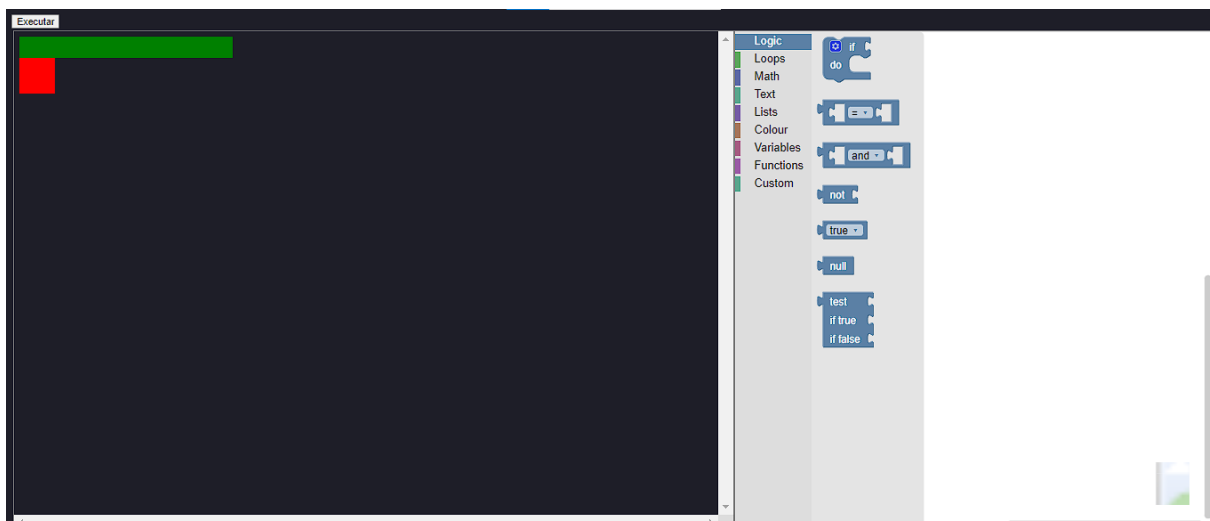 Executar
Logic
Loops
Math
Text
Lists
Colour
Variables
Functions
Custom
if
do
=
and
not
true
null
test
if true
if false